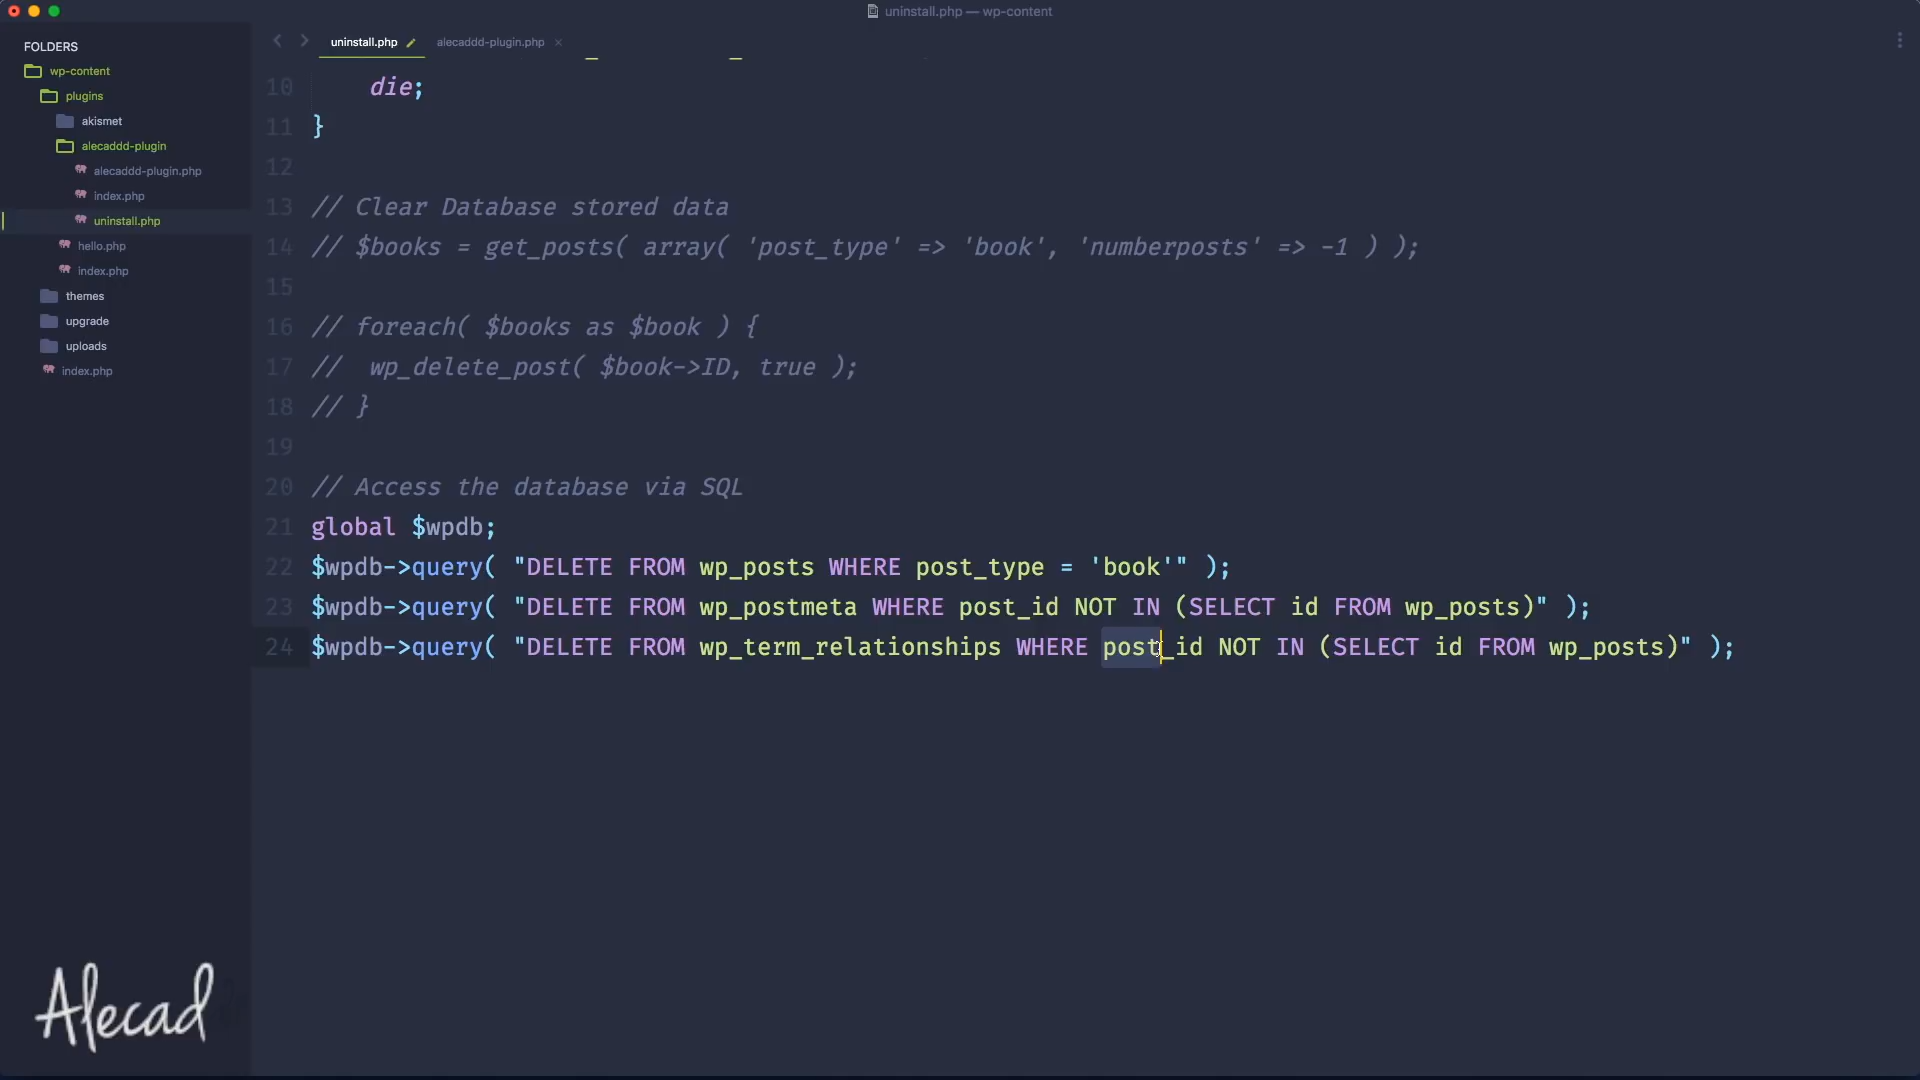 uninstall.php — wp-content
FOLDERS
wp-content
plugins
akismet
alecaddd-plugin
alecaddd-plugin.php
index.php
uninstall.php
hello.php
index.php
themes
upgrade
uploads
index.php
uninstall.php
alecaddd-plugin.php
10 die;
11 }
12
13 // Clear Database stored data
14 // $books = get_posts( array( 'post_type' => 'book', 'numberposts' => -1 ) );
15
16 // foreach( $books as $book ) {
17 // wp_delete_post( $book->ID, true );
18 // }
19
20 // Access the database via SQL
21 global $wpdb;
22 $wpdb->query( "DELETE FROM wp_posts WHERE post_type = 'book'" );
23 $wpdb->query( "DELETE FROM wp_postmeta WHERE post_id NOT IN (SELECT id FROM wp_posts)" );
24 $wpdb->query( "DELETE FROM wp_term_relationships WHERE post_id NOT IN (SELECT id FROM wp_posts)" );
Alecad